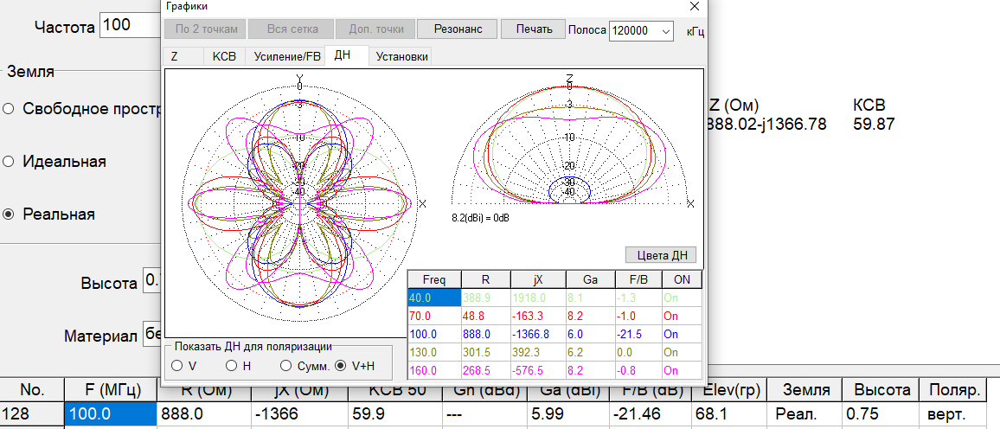 Графики
Частота 100
По 2 точкам Вся сетка Доп. точки Резонанс Печать Полоса 120000 кГц
Z КСВ Усиление/FB ДН Установки
Земля
Свободное простр
Идеальная
Реальная
Y
0
-3
-10
-20
-30
-40
X
Z
0
-3
-10
-20
-30
-40
X
8.2(dBi) = 0dB
Z (Ом) КСВ
888.02-j1366.78 59.87
Цвета ДН
Высота 0.
Материал бе
Freq R jX Ga F/B ON
40.0 388.9 1918.0 8.1 -1.3 On
70.0 48.8 -163.3 8.2 -1.0 On
100.0 888.0 -1366.8 6.0 -21.5 On
130.0 301.5 392.3 6.2 0.0 On
160.0 268.5 -576.5 8.2 -0.8 On
Показать ДН для поляризации
V H Сумм. V+H
No. F (МГц) R (Ом) jX (Ом) КСВ 50 Gh (dBd) Ga (dBi) F/B (dB) Elev(гр) Земля Высота Поляр.
128 100.0 888.0 -1366 59.9 --- 5.99 -21.46 68.1 Реал. 0.75 верт.